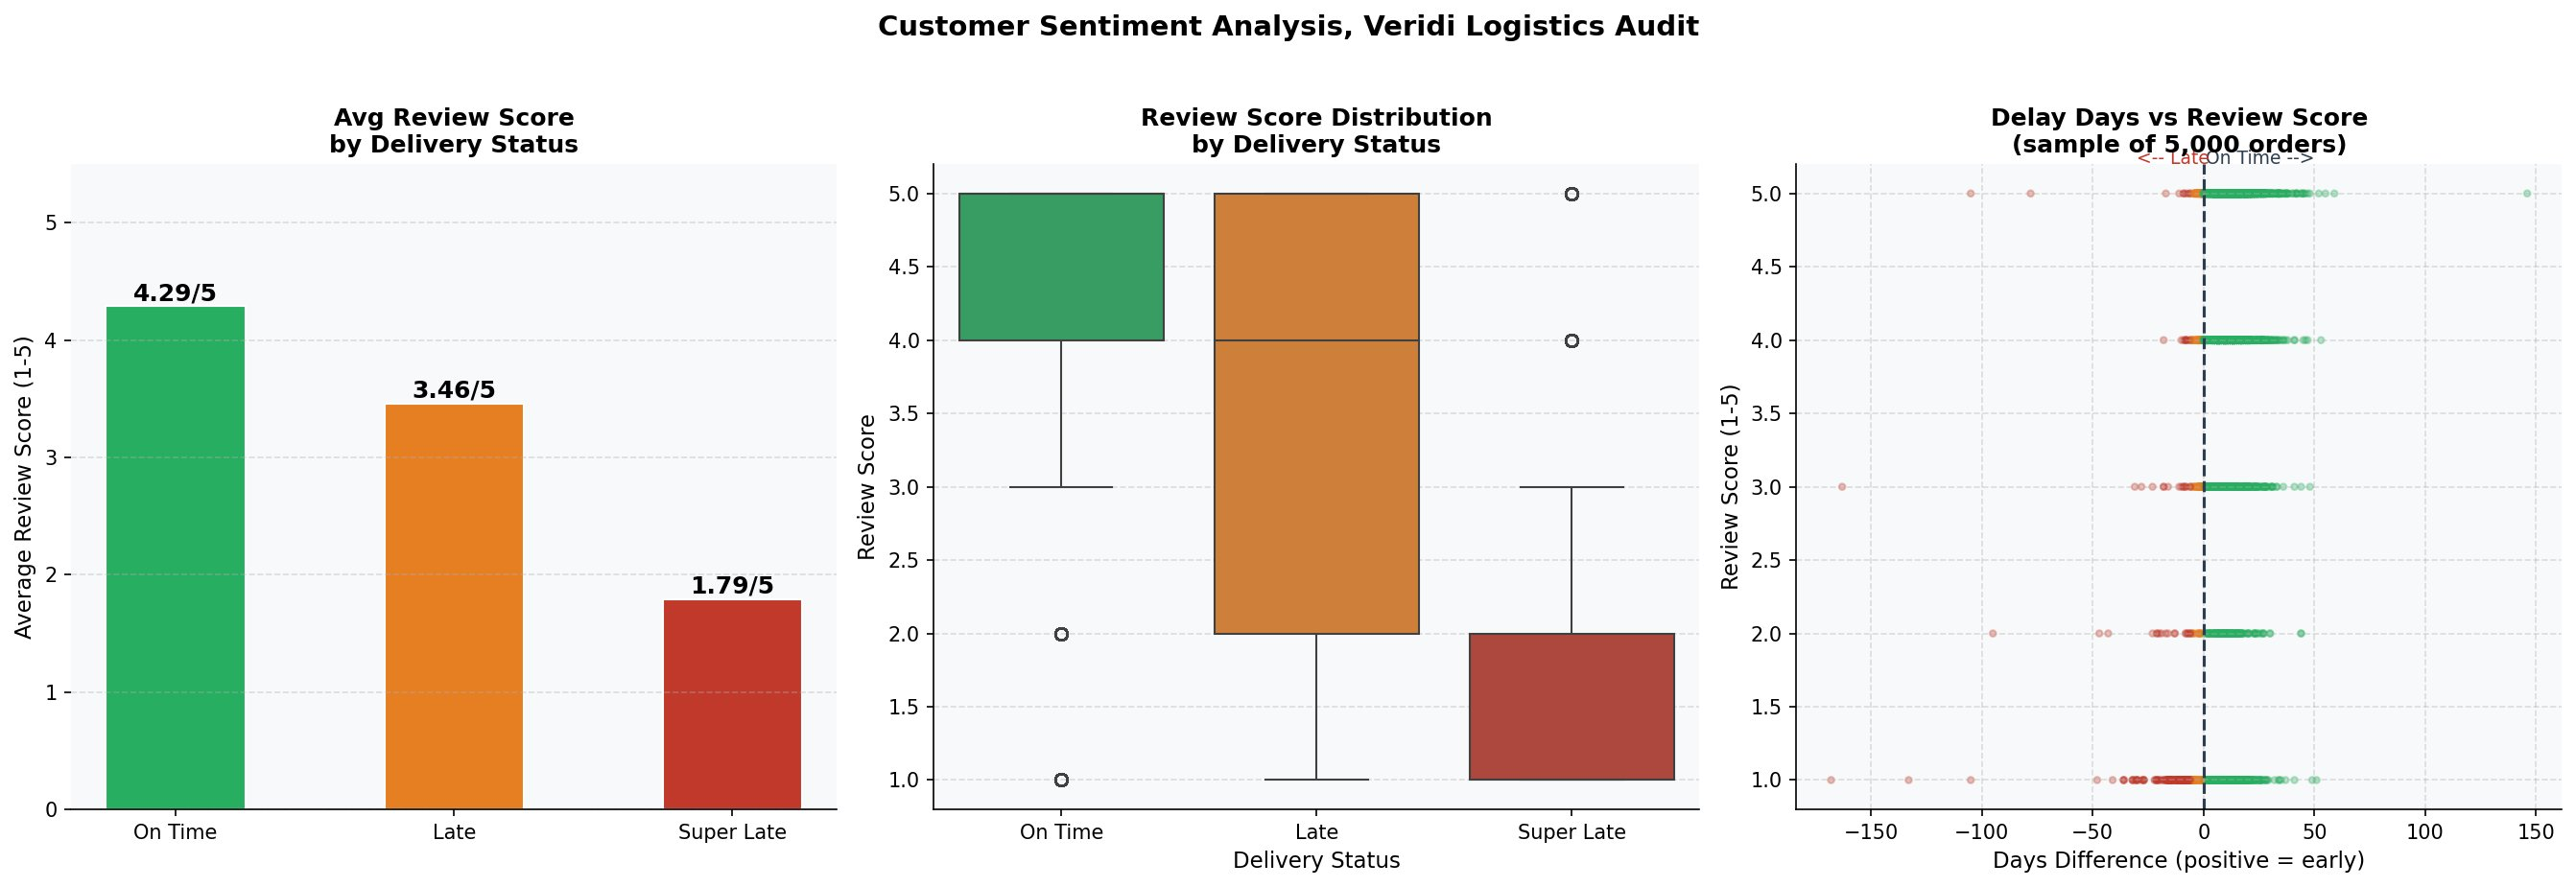 Customer Sentiment Analysis, Veridi Logistics Audit
Avg Review Score
by Delivery Status
Average Review Score (1-5)
5
4
3
2
1
0
4.29/5
3.46/5
1.79/5
On Time
Late
Super Late
Review Score Distribution
by Delivery Status
Review Score
5.0
4.5
4.0
3.5
3.0
2.5
2.0
1.5
1.0
On Time
Late
Super Late
Delivery Status
Delay Days vs Review Score
(sample of 5,000 orders)
<-- Late
On Time -->
Review Score (1-5)
5.0
4.5
4.0
3.5
3.0
2.5
2.0
1.5
1.0
−150
−100
−50
0
50
100
150
Days Difference (positive = early)